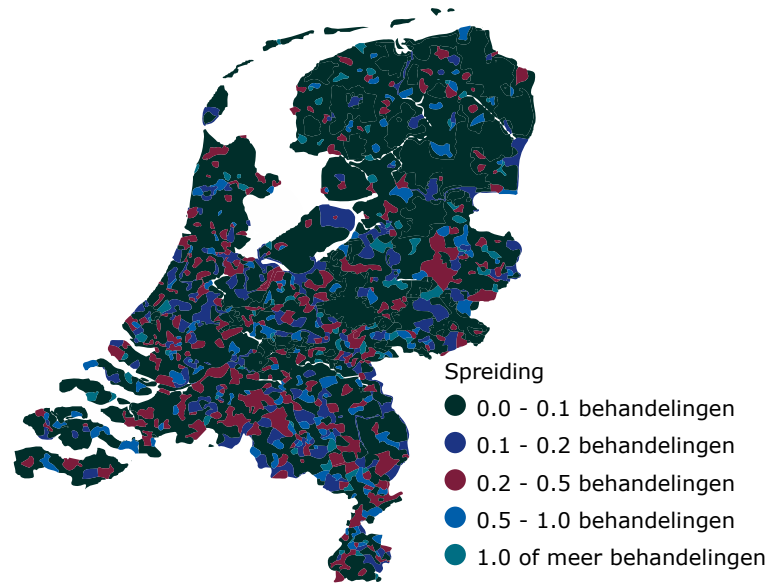 Spreiding
0.0 - 0.1 behandelingen
0.1 - 0.2 behandelingen
0.2 - 0.5 behandelingen
0.5 - 1.0 behandelingen
1.0 of meer behandelingen